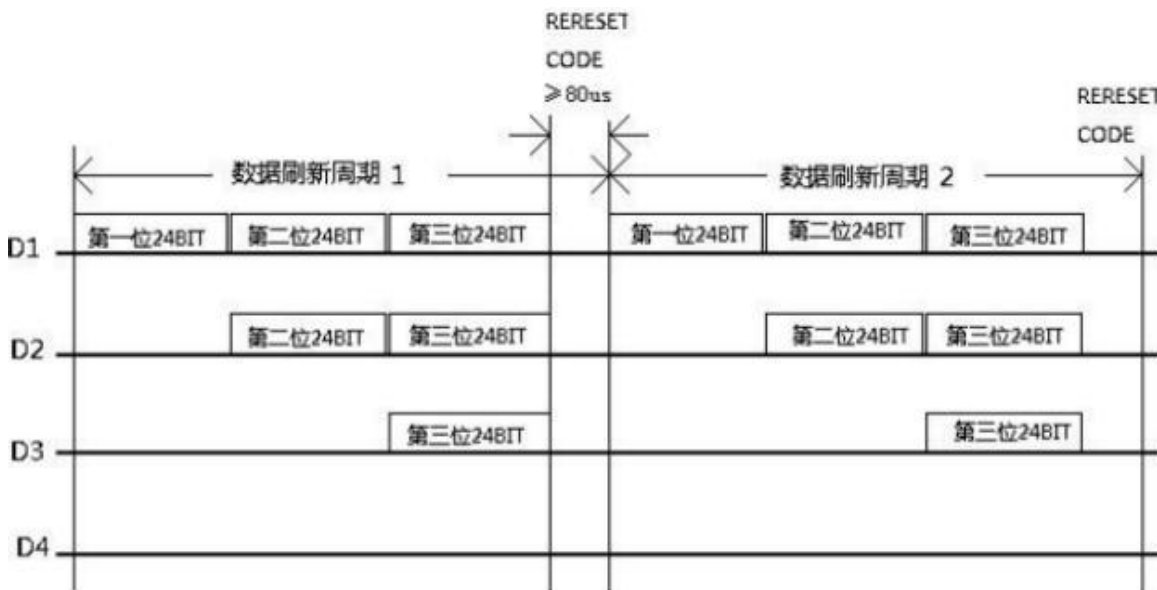 RERESET
CODE
≥80us
RERESET
CODE
数据刷新周期 1
数据刷新周期 2
D1
第一位24BIT
第二位24BIT
第三位24BIT
第一位24BIT
第二位24BIT
第三位24BIT
D2
第二位24BIT
第三位24BIT
第二位24BIT
第三位24BIT
D3
第三位24BIT
第三位24BIT
D4